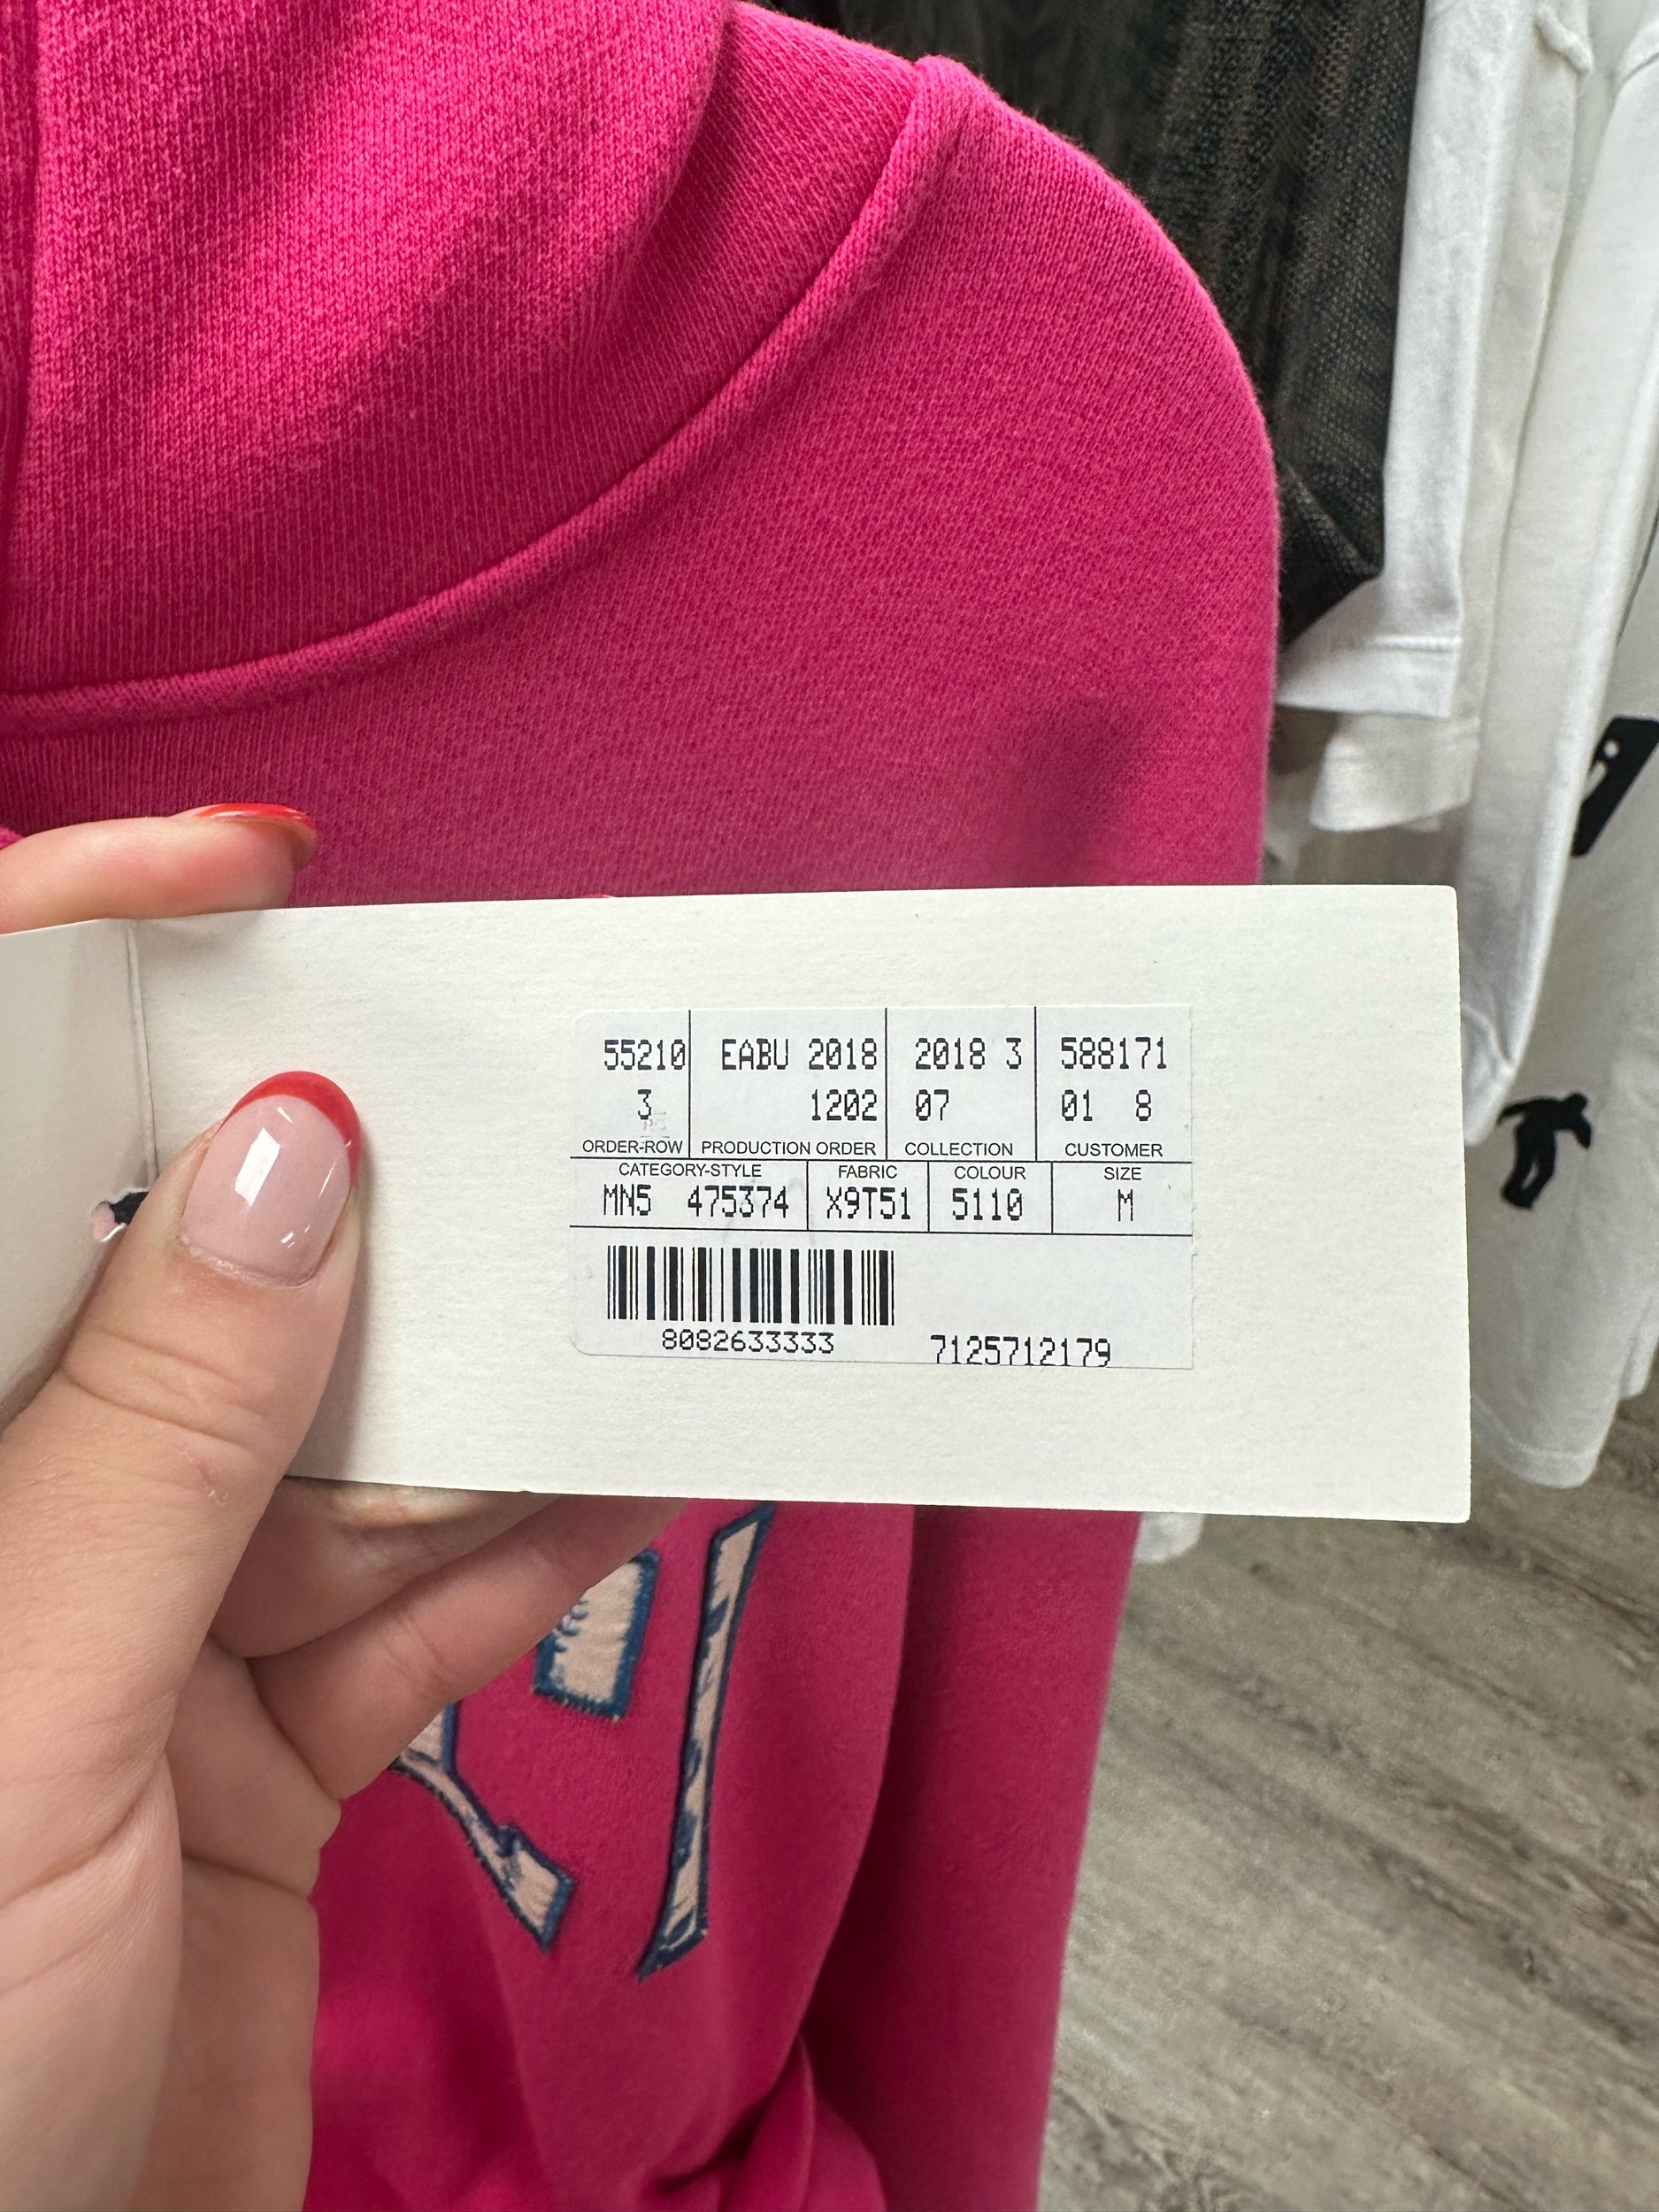 55210 EABU 2018 2018 3 588171
3 1202 07 01 8
ORDER-ROW PRODUCTION ORDER COLLECTION CUSTOMER
CATEGORY-STYLE FABRIC COLOUR SIZE
MN5 475374 X9T51 5110 M
8082633333 7125712179